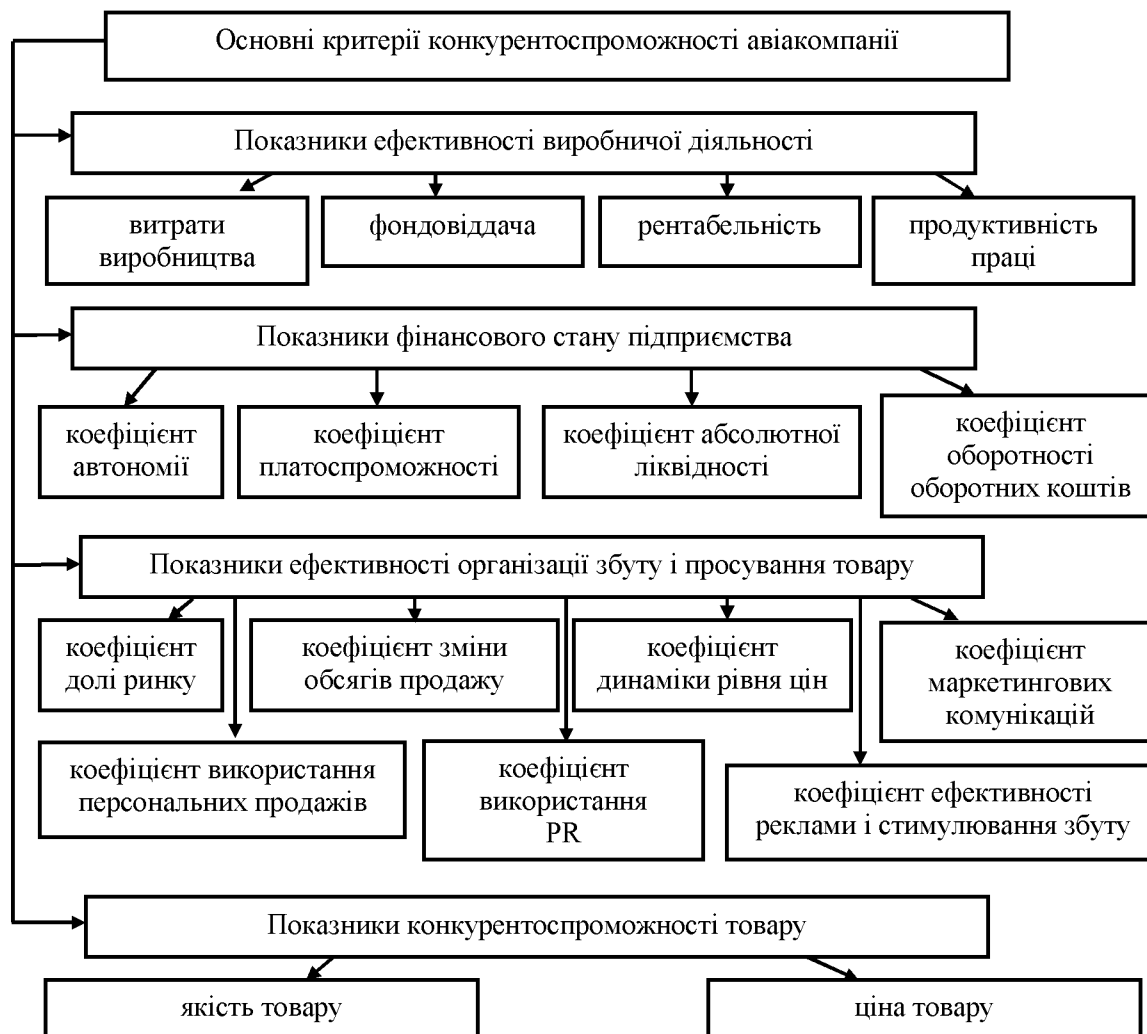 Основні критерії конкурентоспроможності авіакомпанії
Показники ефективності виробничої діяльності
витрати
виробництва
фондовіддача
рентабельність
продуктивність
праці
Показники фінансового стану підприємства
коефіцієнт
автономії
коефіцієнт
платоспроможності
коефіцієнт абсолютної
ліквідності
коефіцієнт
оборотності
оборотних коштів
Показники ефективності організації збуту і просування товару
коефіцієнт
долі ринку
коефіцієнт зміни
обсягів продажу
коефіцієнт
динаміки рівня цін
коефіцієнт
маркетингових
комунікацій
коефіцієнт використання
персональних продажів
коефіцієнт
використання
PR
коефіцієнт ефективності
реклами і стимулювання збуту
Показники конкурентоспроможності товару
якість товару
ціна товару